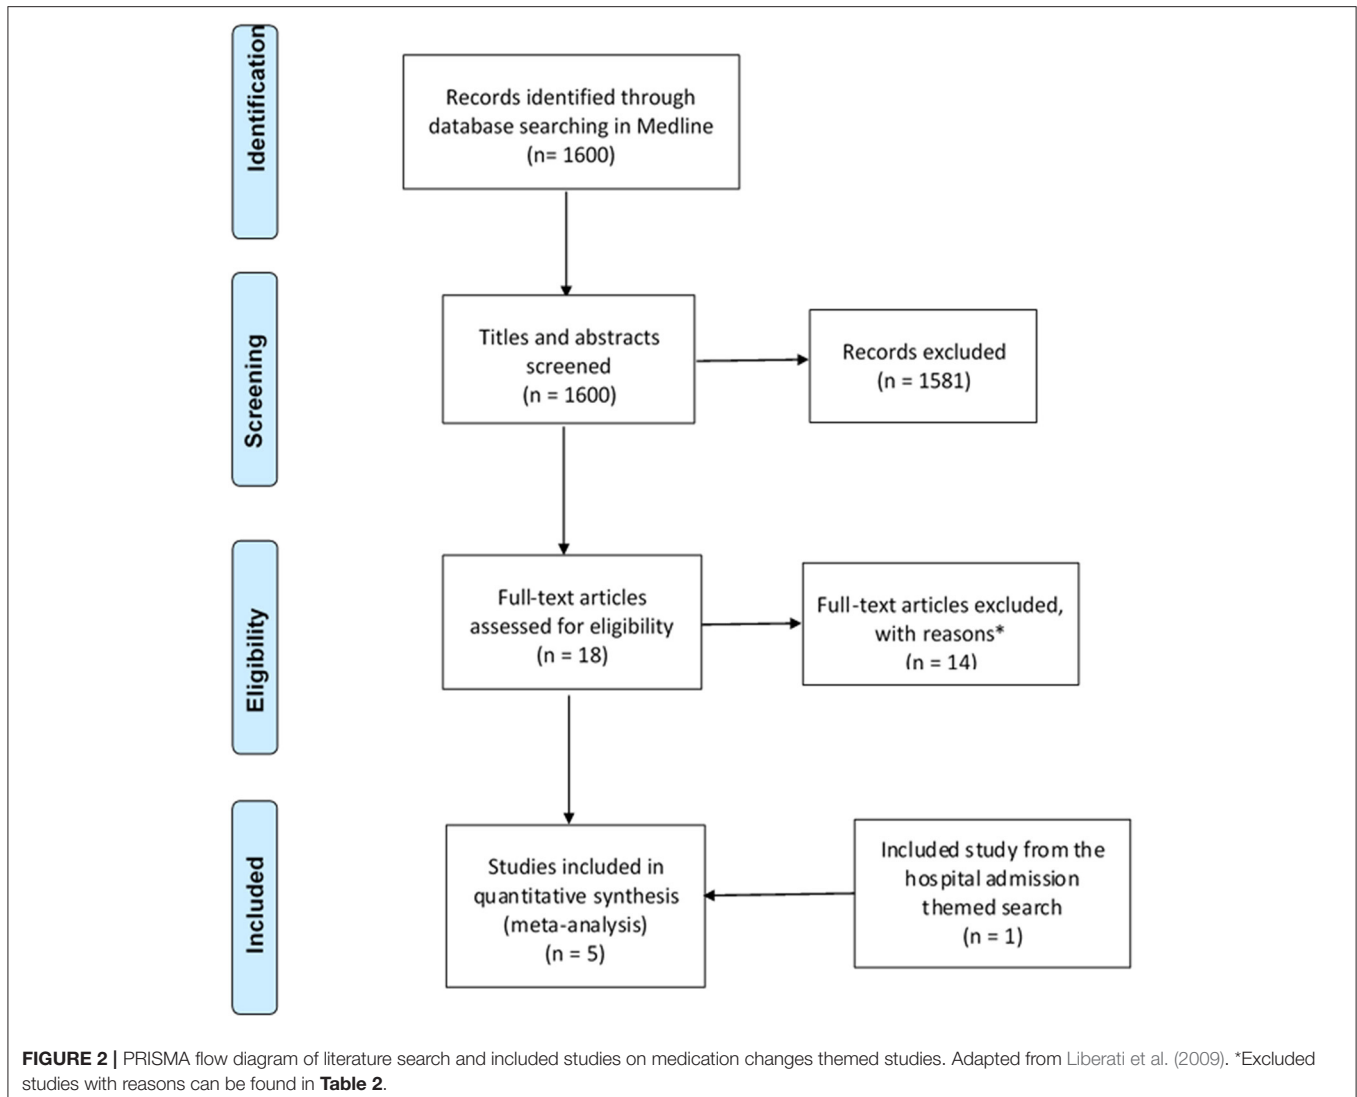 Identification
Records identified through
database searching in Medline
(n= 1600)
Screening
Titles and abstracts
screened
(n = 1600)
Records excluded
(n = 1581)
Eligibility
Full-text articles
assessed for eligibility
(n = 18)
Full-text articles excluded,
with reasons*
(n = 14)
Included
Studies included in
quantitative synthesis
(meta-analysis)
(n = 5)
Included study from the
hospital admission
themed search
(n = 1)
FIGURE 2 | PRISMA flow diagram of literature search and included studies on medication changes themed studies. Adapted from Liberati et al. (2009). *Excluded
studies with reasons can be found in Table 2.